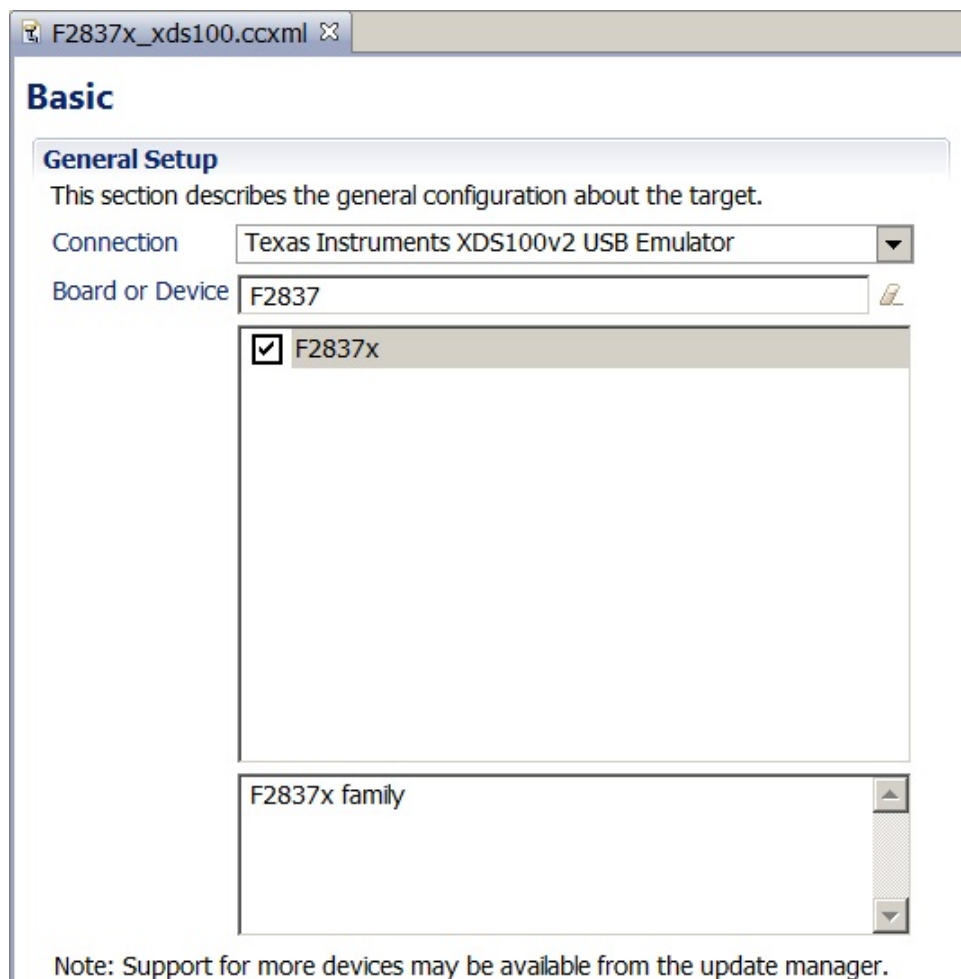 F2837x_xds100.ccxml
Basic
General Setup
This section describes the general configuration about the target.
Connection
Texas Instruments XDS100v2 USB Emulator
Board or Device
F2837
F2837x
F2837x family
Note: Support for more devices may be available from the update manager.